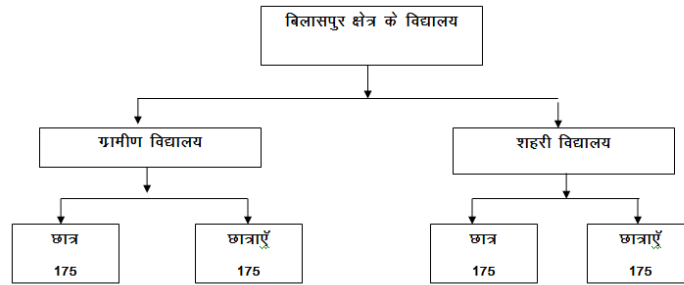 बिलासपुर क्षेत्र के विद्यालय
ग्रामीण विद्यालय
शहरी विद्यालय
छात्र
175
छात्राएॅ
175
छात्र
175
छात्राएॅ
175